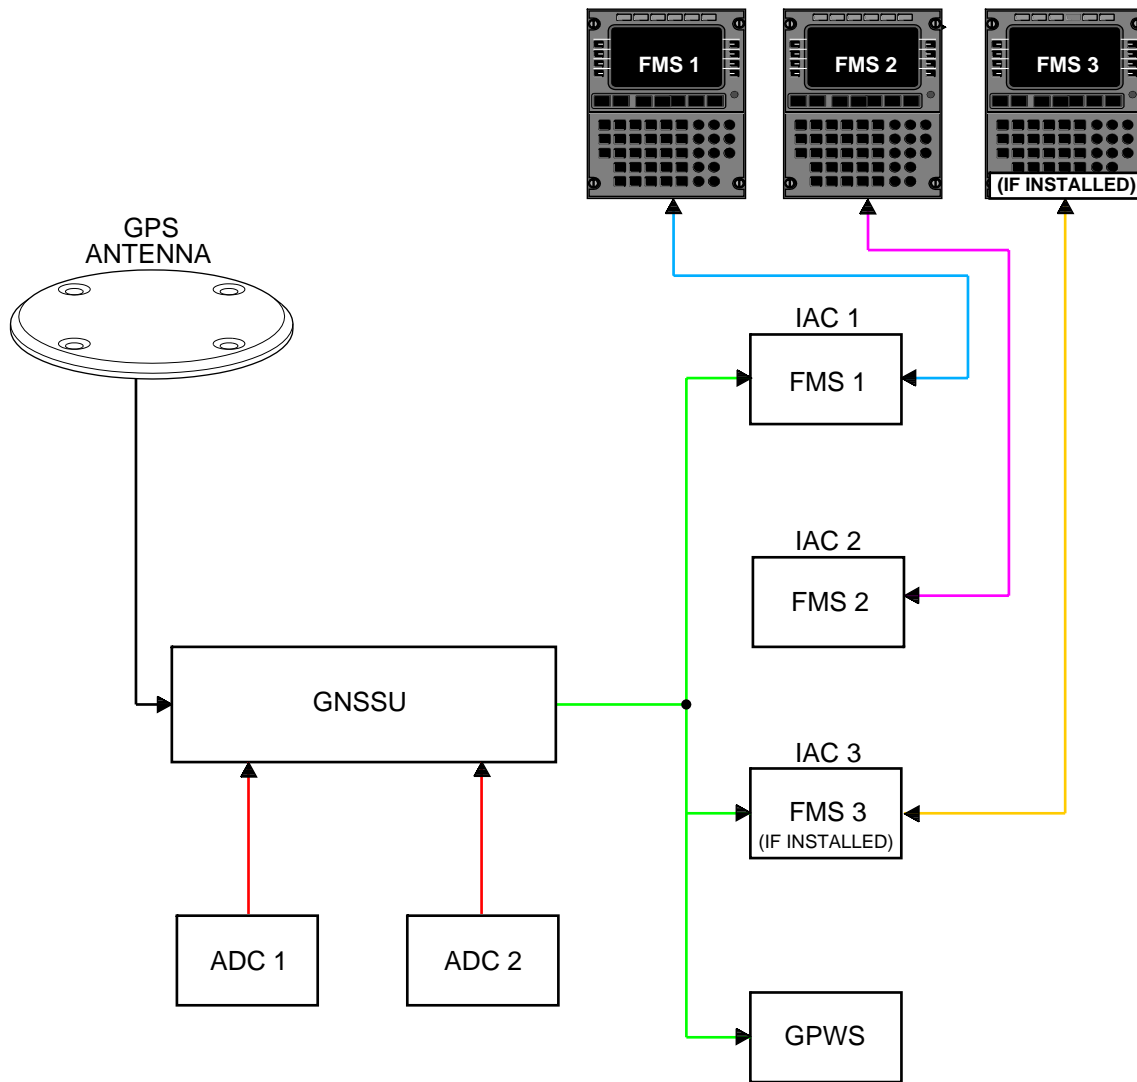 FMS 1
FMS 2
FMS 3
(IF INSTALLED)
GPS
ANTENNA
IAC 1
FMS 1
IAC 2
FMS 2
GNSSU
IAC 3
FMS 3
(IF INSTALLED)
ADC 1
ADC 2
GPWS